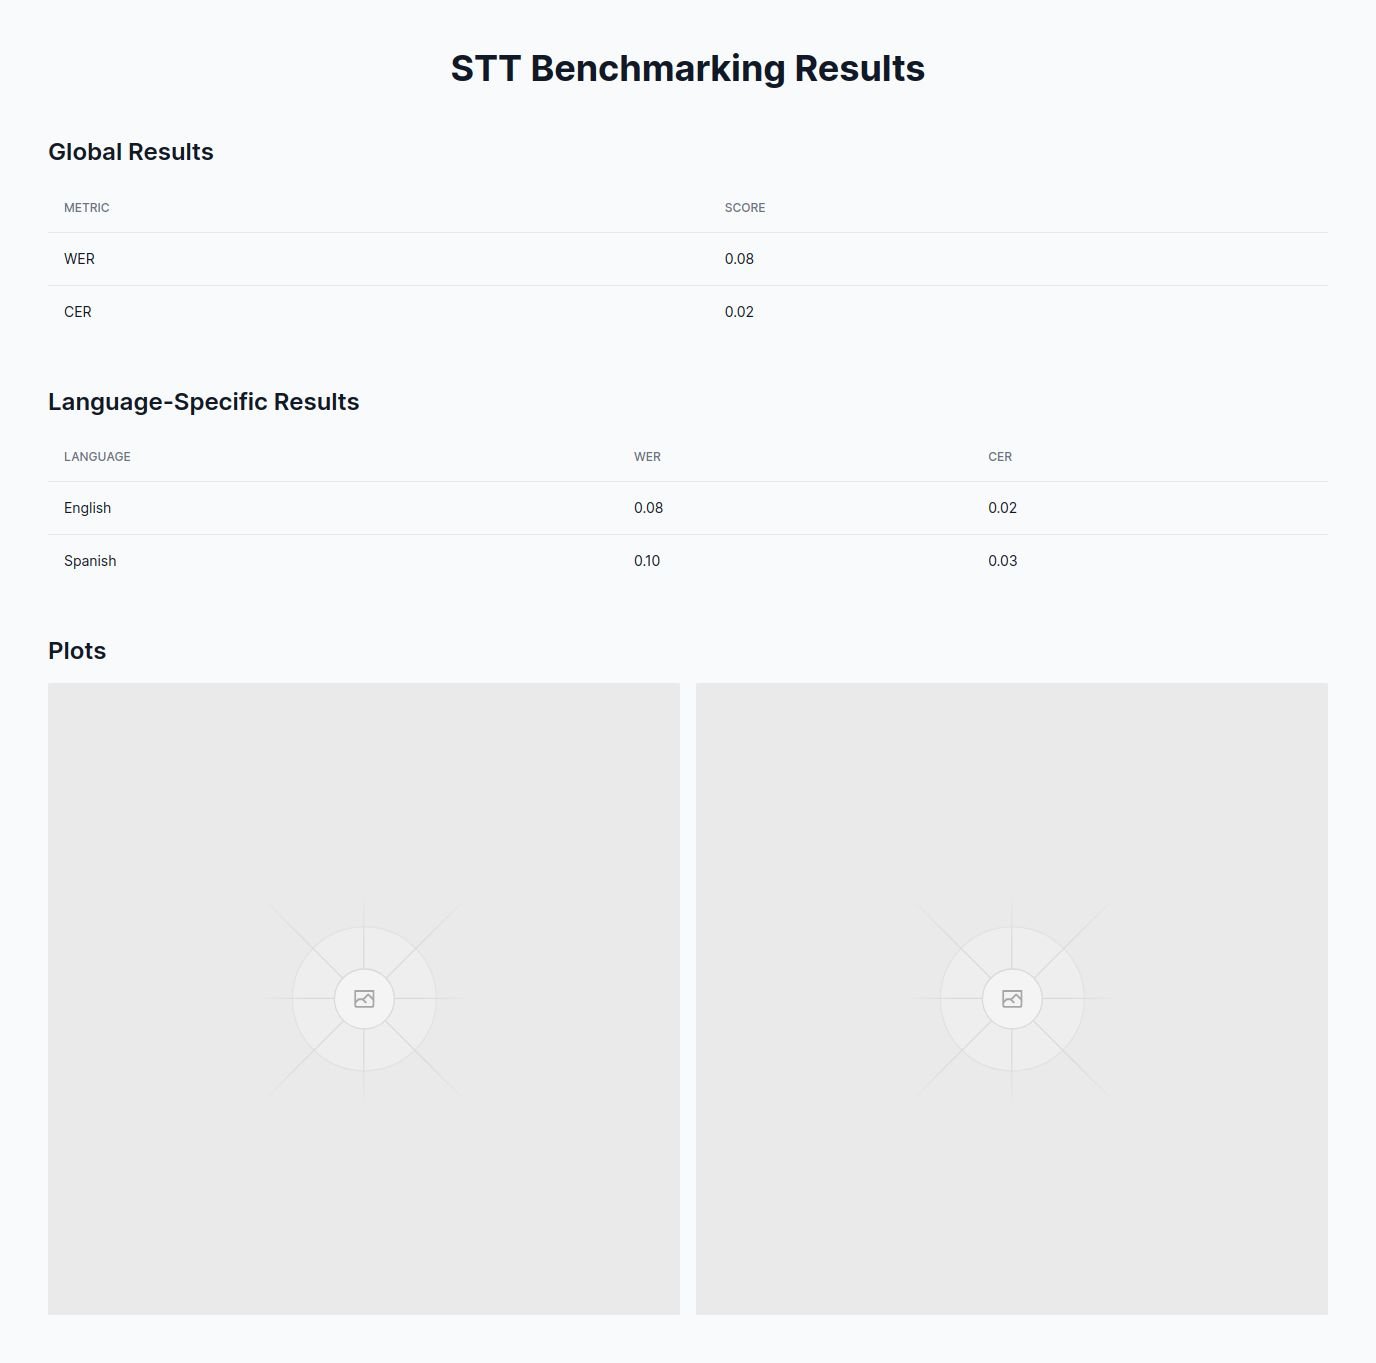 STT Benchmarking Results
Global Results
METRIC SCORE
WER 0.08
CER 0.02
Language-Specific Results
LANGUAGE WER CER
English 0.08 0.02
Spanish 0.10 0.03
Plots